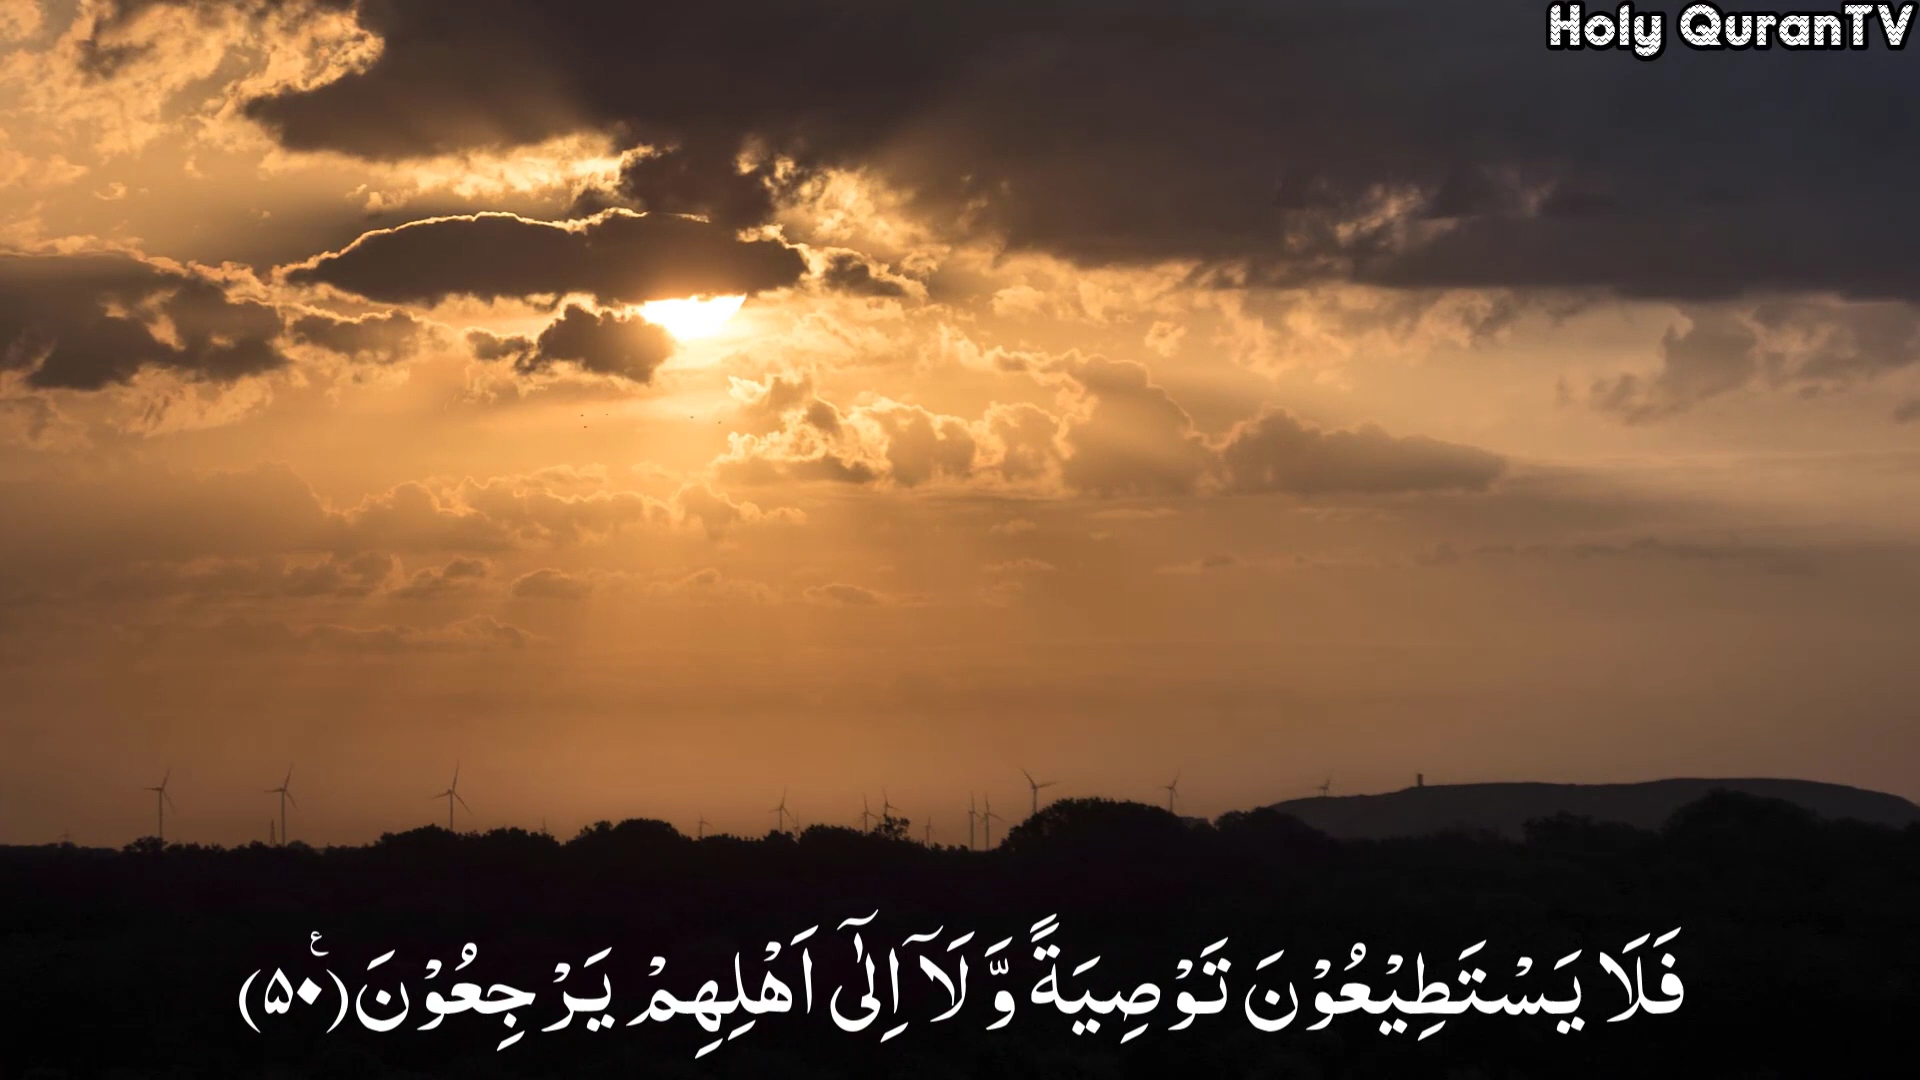 Holy QuranTV
فَلَا يَسْتَطِيْعُوْنَ تَوْصِيَةً وَّ لَاۤ اِلٰۤى اَهْلِهِمْ يَرْجِعُوْنَ۠(۵۰)